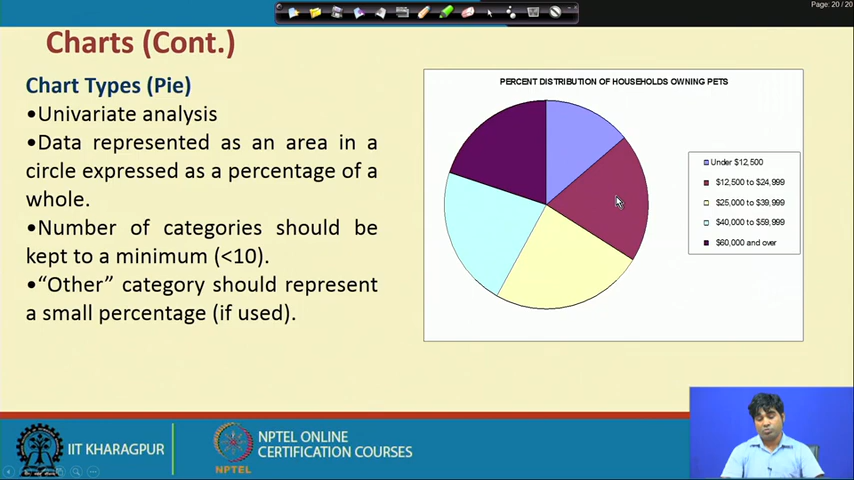 Page: 20 / 20
Charts (Cont.)
Chart Types (Pie)
•Univariate analysis
•Data represented as an area in a
circle expressed as a percentage of a
whole.
•Number of categories should be
kept to a minimum (<10).
•“Other” category should represent
a small percentage (if used).
PERCENT DISTRIBUTION OF HOUSEHOLDS OWNING PETS
Under $12,500
$12,500 to $24,999
$25,000 to $39,999
$40,000 to $59,999
$60,000 and over
IIT KHARAGPUR
NPTEL
NPTEL ONLINE
CERTIFICATION COURSES